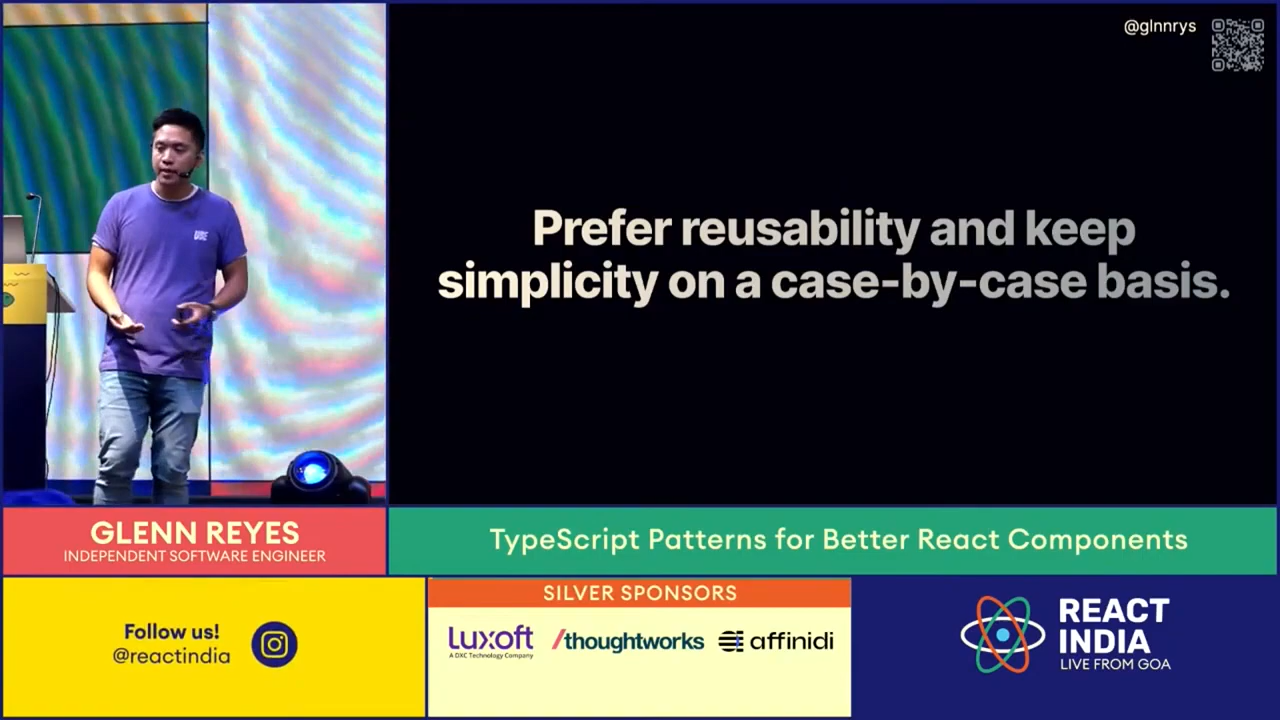 @glnnrys
Prefer reusability and keep
simplicity on a case-by-case basis.
GLENN REYES
INDEPENDENT SOFTWARE ENGINEER
TypeScript Patterns for Better React Components
Follow us!
@reactindia
SILVER SPONSORS
Luxoft
A DXC Technology Company
/thoughtworks
affinidi
REACT
INDIA
LIVE FROM GOA